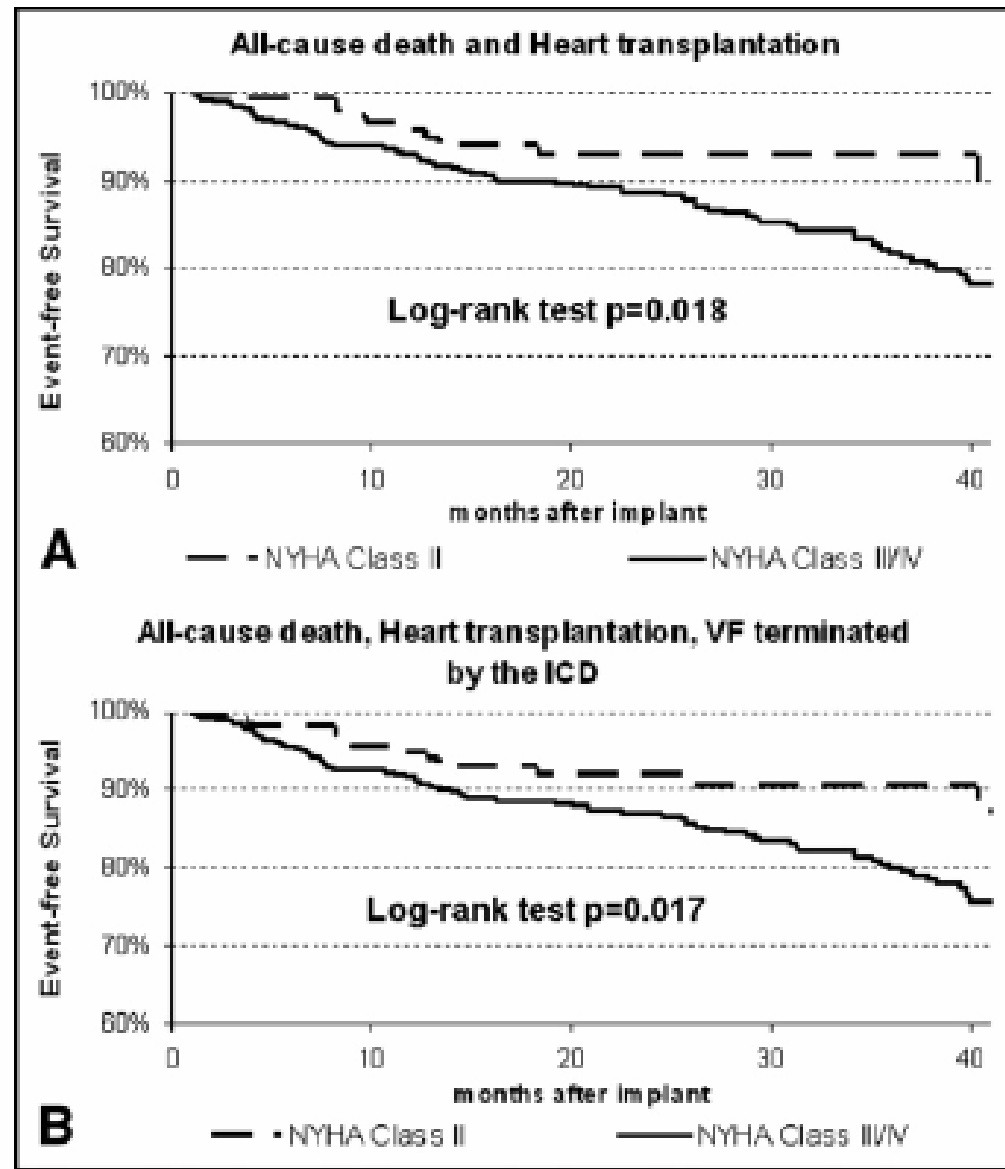 All-cause death and Heart transplantation
100%
90%
80%
70%
60%
Event-free Survival
Log-rank test p=0.018
0 10 20 30 40
months after implant
A
NYHA Class II NYHA Class III/IV
All-cause death, Heart transplantation, VF terminated
by the ICD
100%
90%
80%
70%
60%
Event-free Survival
Log-rank test p=0.017
0 10 20 30 40
months after implant
B
NYHA Class II NYHA Class III/IV